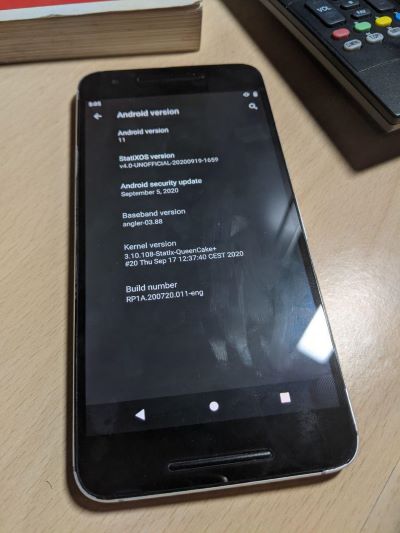 9:05
Android version
Android version
11
StatiXOS version
v4.0-UNOFFICIAL-20200919-1659
Android security update
September 5, 2020
Baseband version
angler-03.88
Kernel version
3.10.108-Statix-QueenCake+
#20 Thu Sep 17 12:37:40 CEST 2020
Build number
RP1A.200720.011-eng
VOL